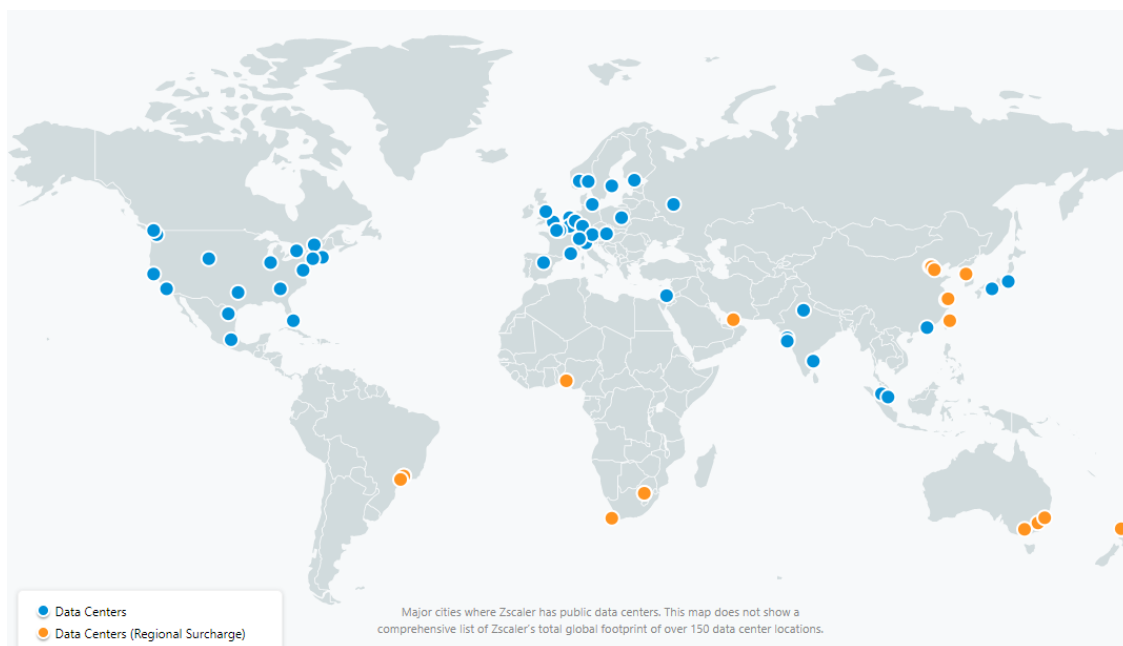 Data Centers
Data Centers (Regional Surcharge)
Major cities where Zscaler has public data centers. This map does not show a
comprehensive list of Zscaler's total global footprint of over 150 data center locations.